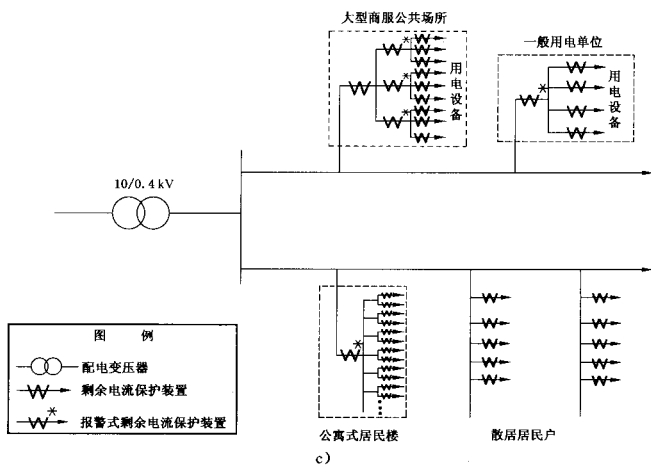 大型商服公共场所
一般用电单位
用电设备
用电设备
10/0.4 kV
图 例
配电变压器
剩余电流保护装置
报警式剩余电流保护装置
公寓式居民楼
散居居民户
c)